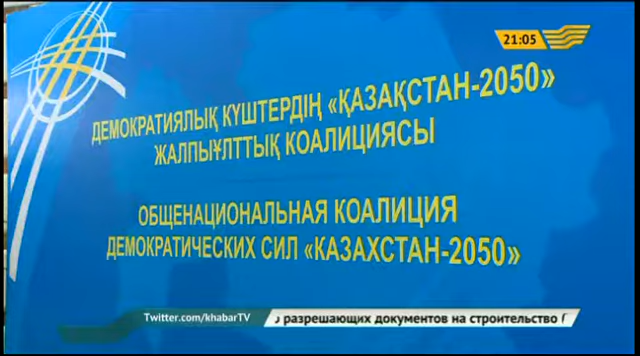 21:05
ДЕМОКРАТИЯЛЫҚ КҮШТЕРДІҢ «ҚАЗАҚСТАН-2050»
ЖАЛПЫҰЛТТЫҚ КОАЛИЦИЯСЫ
ОБЩЕНАЦИОНАЛЬНАЯ КОАЛИЦИЯ
ДЕМОКРАТИЧЕСКИХ СИЛ «КАЗАХСТАН-2050»
Twitter.com/khabarTV
разрешающих документов на строительство